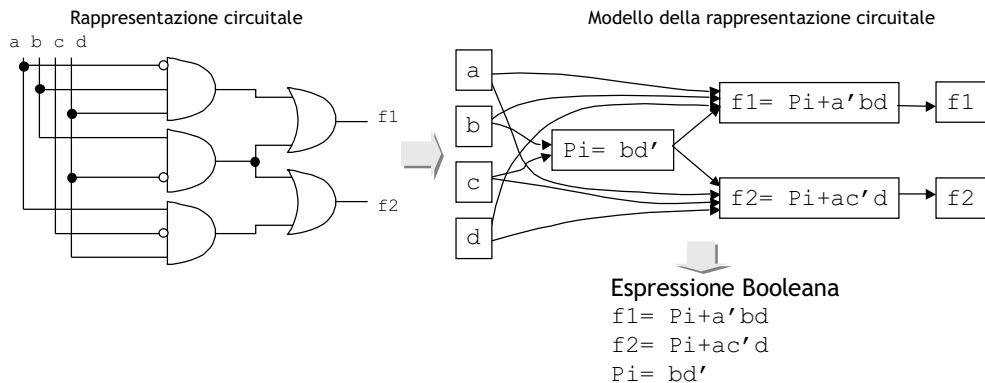 Rappresentazione circuitale
a b c d
f1
f2
Modello della rappresentazione circuitale
a
b
c
d
Pi= bd'
f1= Pi+a'bd
f2= Pi+ac'd
f1
f2
Espressione Booleana
f1= Pi+a'bd
f2= Pi+ac'd
Pi= bd'